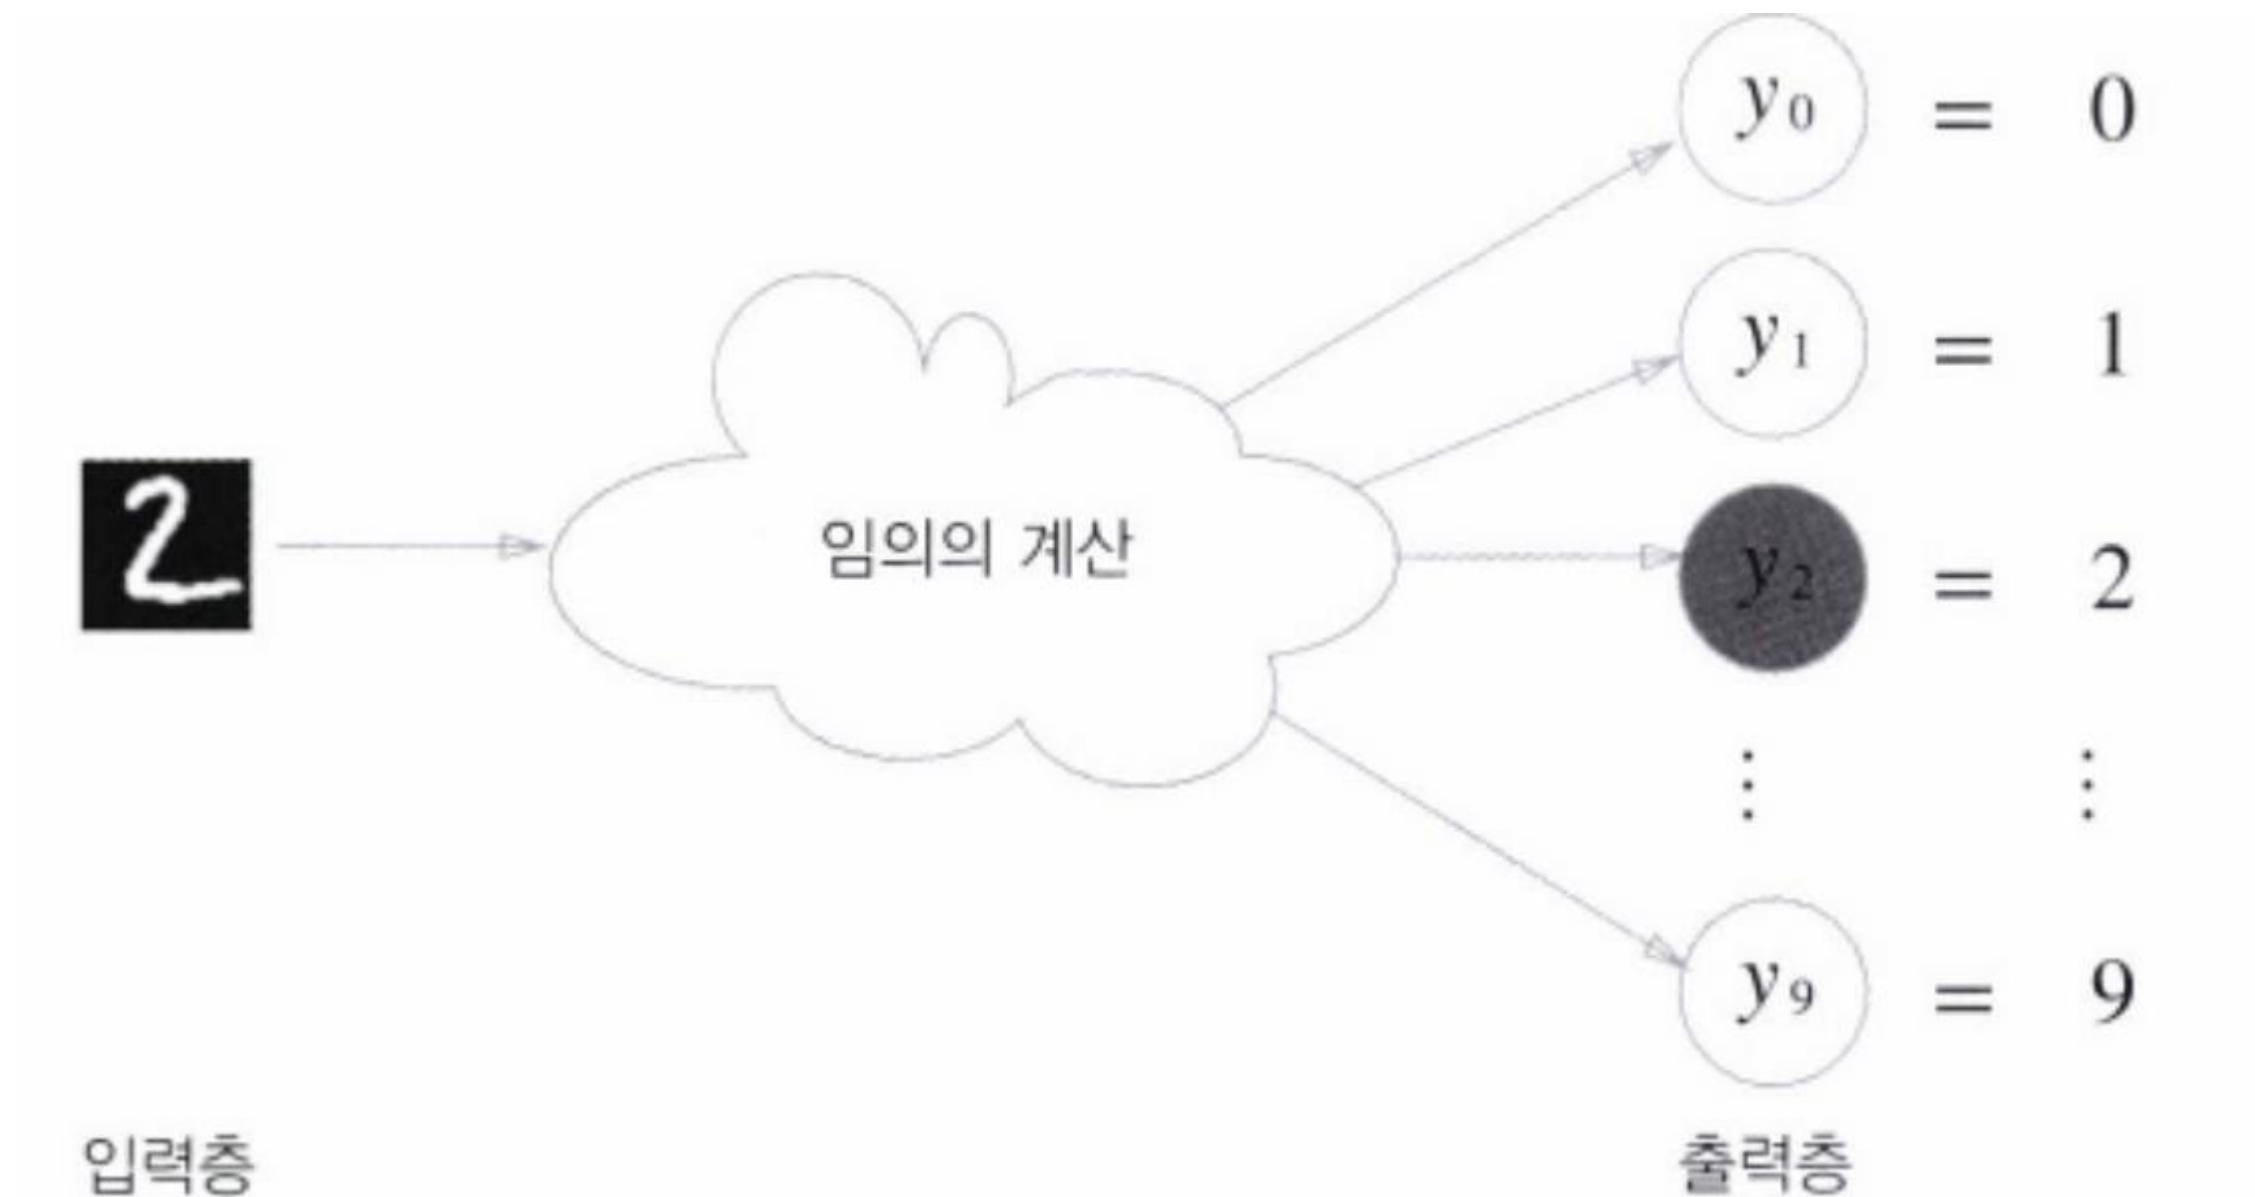 y0 = 0
y1 = 1
2
임의의 계산
y2 = 2
⋮ ⋮
y9 = 9
입력층
출력층